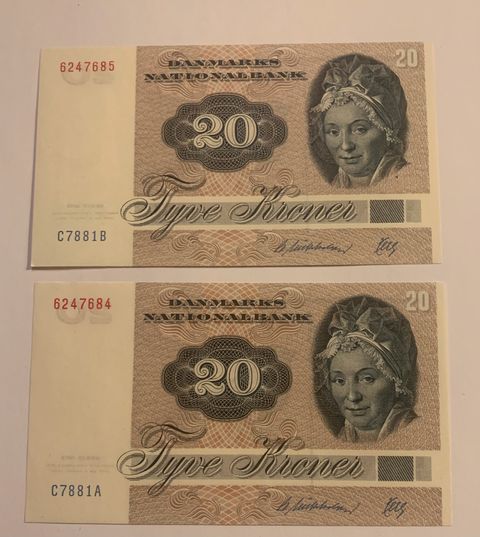 6247685
20
DANMARKS
NATIONALBANK
20
Tyve Kroner
C7881B
6247684
20
DANMARKS
NATIONALBANK
20
Tyve Kroner
C7881A